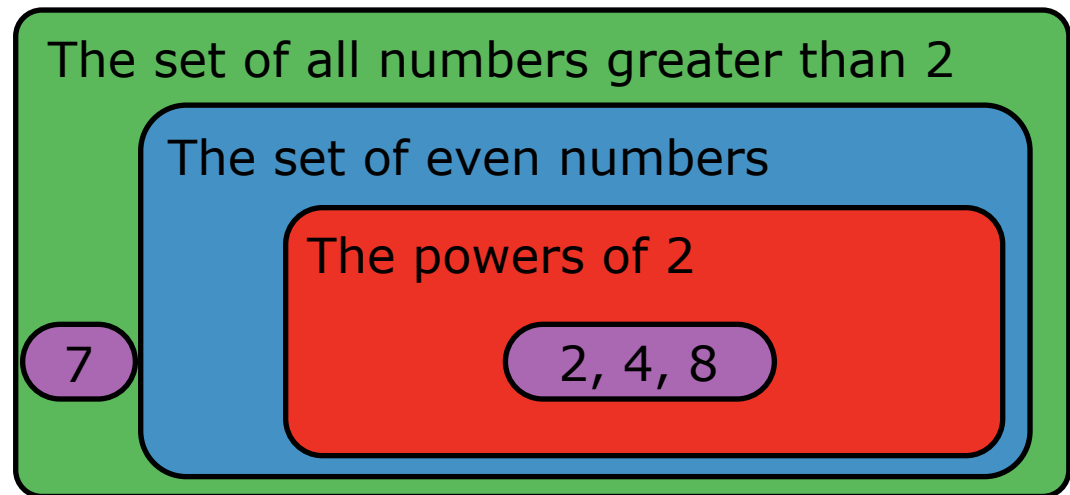 The set of all numbers greater than 2
The set of even numbers
The powers of 2
7
2, 4, 8